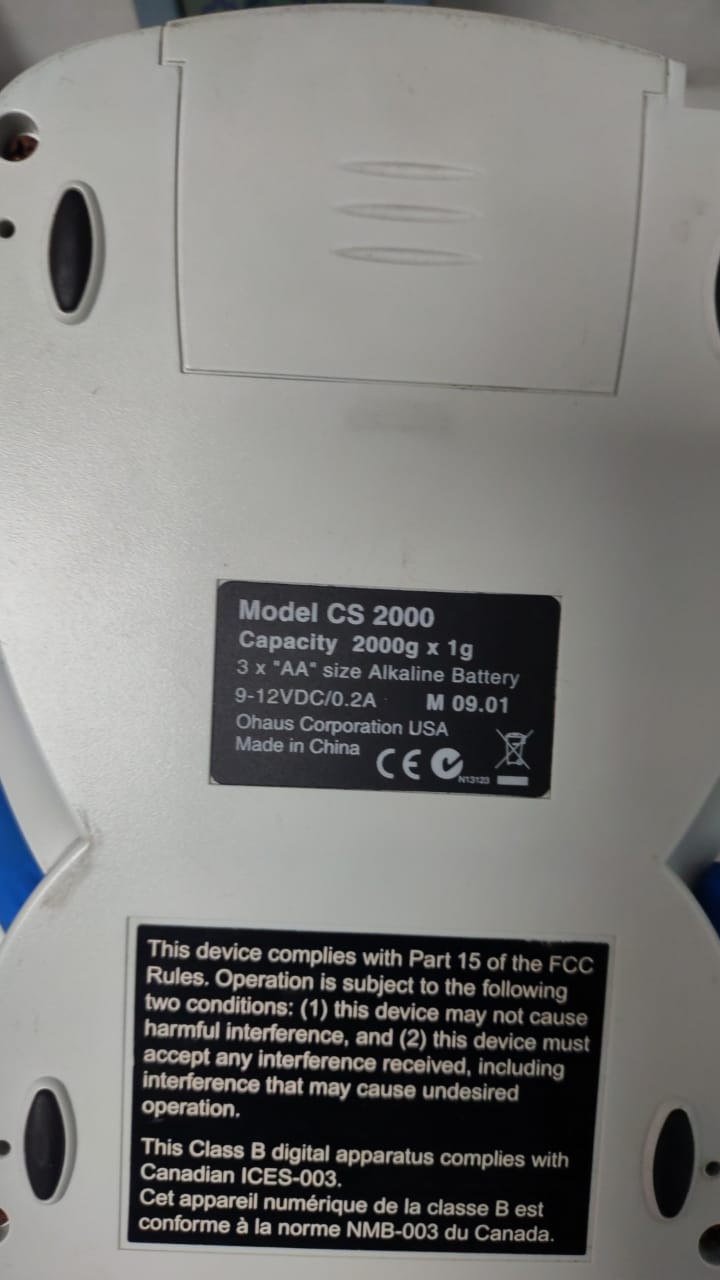 Model CS 2000
Capacity 2000g x 1g
3 x "AA" size Alkaline Battery
9-12VDC/0.2A M 09.01
Ohaus Corporation USA
Made in China
CE
N13123
This device complies with Part 15 of the FCC
Rules. Operation is subject to the following
two conditions: (1) this device may not cause
harmful interference, and (2) this device must
accept any interference received, including
interference that may cause undesired
operation.
This Class B digital apparatus complies with
Canadian ICES-003.
Cet appareil numérique de la classe B est
conforme à la norme NMB-003 du Canada.